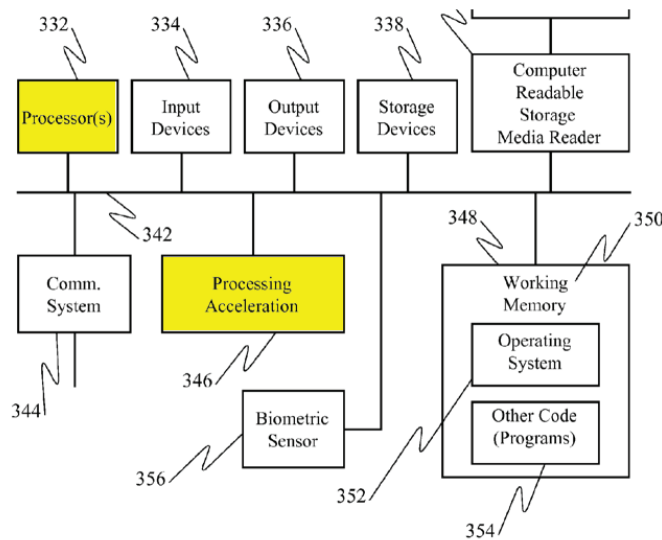 332
334
336
338
Processor(s)
Input
Devices
Output
Devices
Storage
Devices
Computer
Readable
Storage
Media Reader
342
348
350
Comm.
System
Processing
Acceleration
Working
Memory
Operating
System
Other Code
(Programs)
344
346
Biometric
Sensor
356
352
354